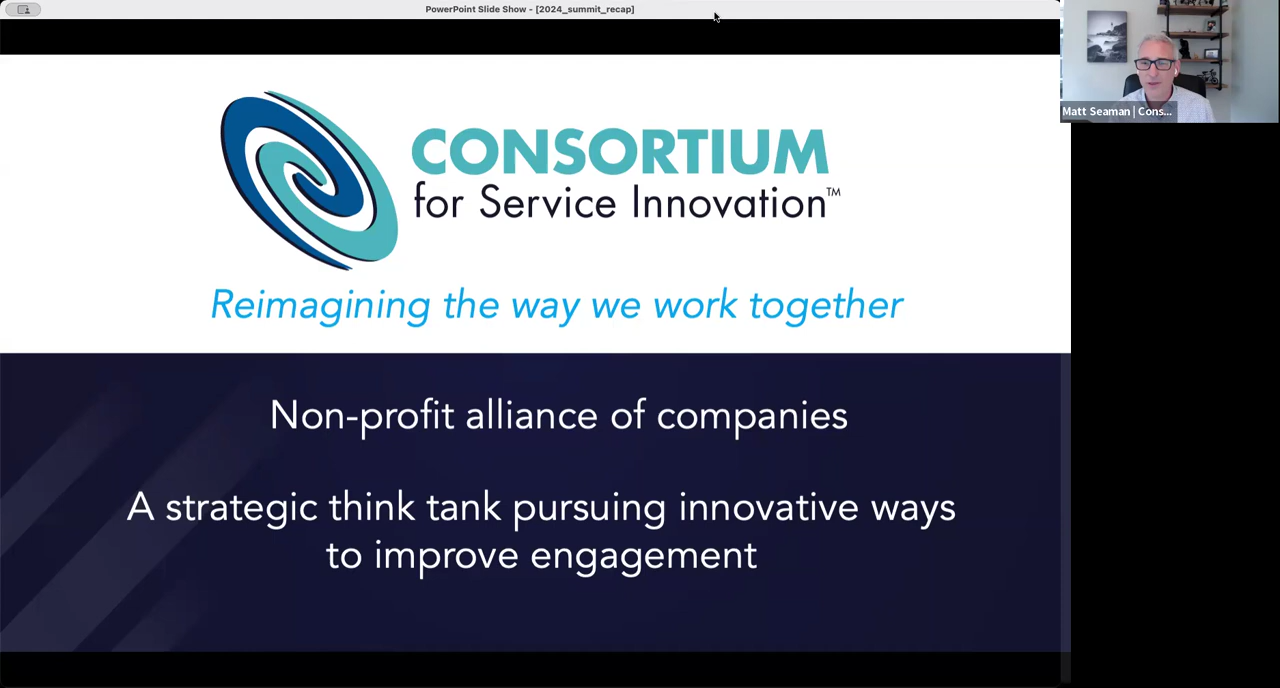 PowerPoint Slide Show - [2024_summit_recap]
Matt Seaman | Cons...
CONSORTIUM
for Service Innovation™
Reimagining the way we work together
Non-profit alliance of companies
A strategic think tank pursuing innovative ways
to improve engagement